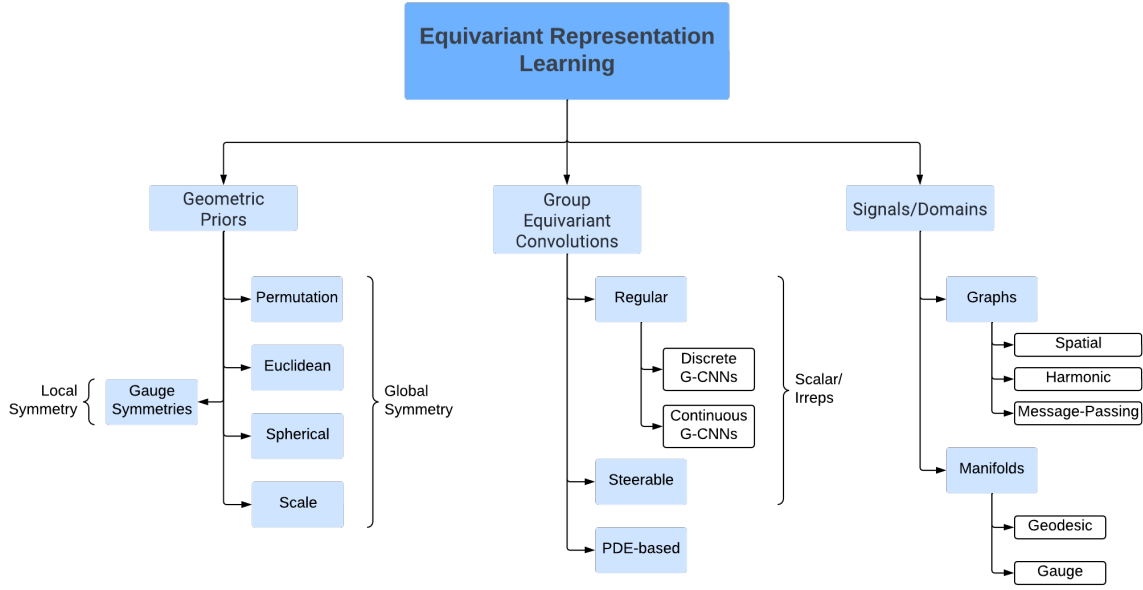 Equivariant Representation
Learning
Geometric
Priors
Permutation
Euclidean
Spherical
Scale
Global
Symmetry
Gauge
Symmetries
Local
Symmetry
Group
Equivariant
Convolutions
Regular
Discrete
G-CNNs
Continuous
G-CNNs
Steerable
PDE-based
Scalar/
Irreps
Signals/Domains
Graphs
Spatial
Harmonic
Message-Passing
Manifolds
Geodesic
Gauge